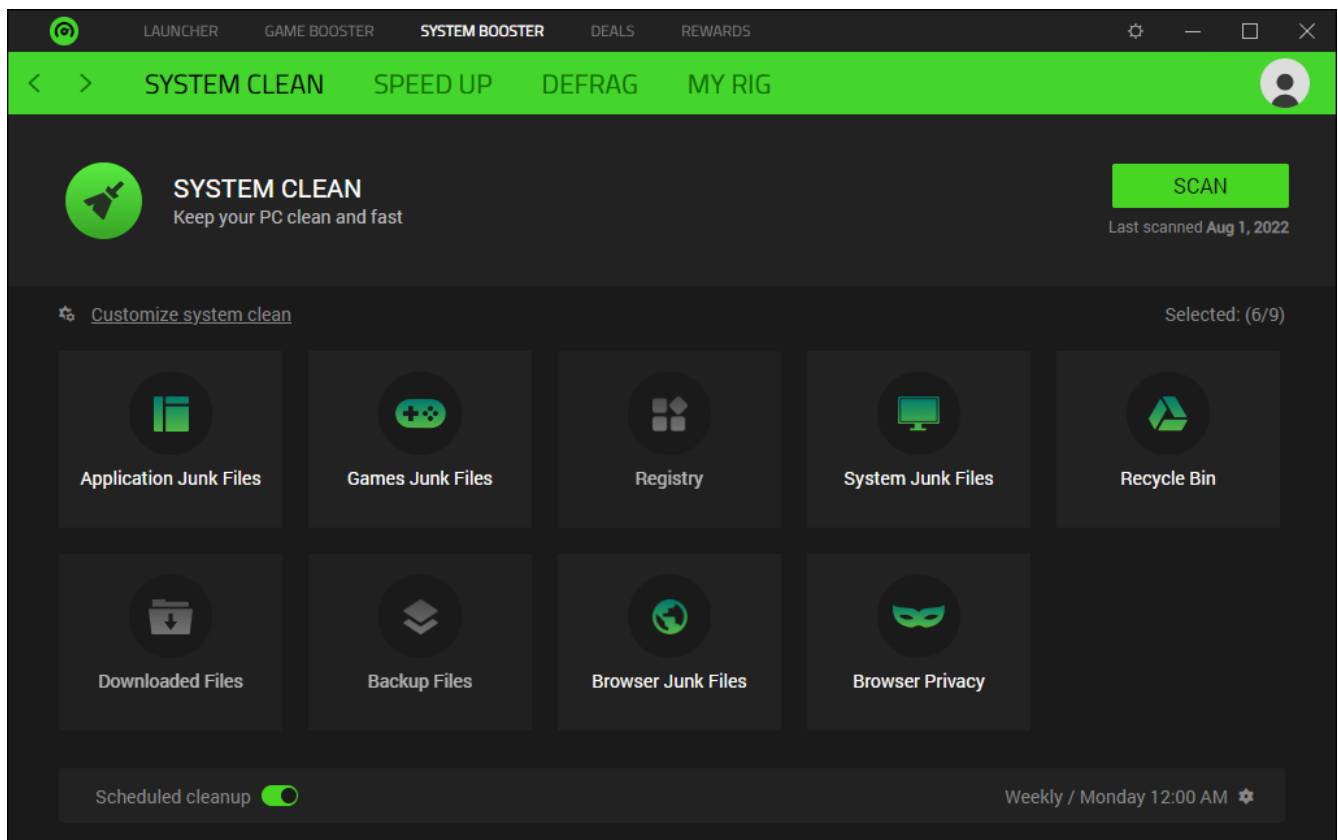 LAUNCHER GAME BOOSTER SYSTEM BOOSTER DEALS REWARDS
SYSTEM CLEAN SPEED UP DEFRAG MY RIG
SYSTEM CLEAN
Keep your PC clean and fast
SCAN
Last scanned Aug 1, 2022
Customize system clean
Selected: (6/9)
Application Junk Files
Games Junk Files
Registry
System Junk Files
Recycle Bin
Downloaded Files
Backup Files
Browser Junk Files
Browser Privacy
Scheduled cleanup
Weekly / Monday 12:00 AM